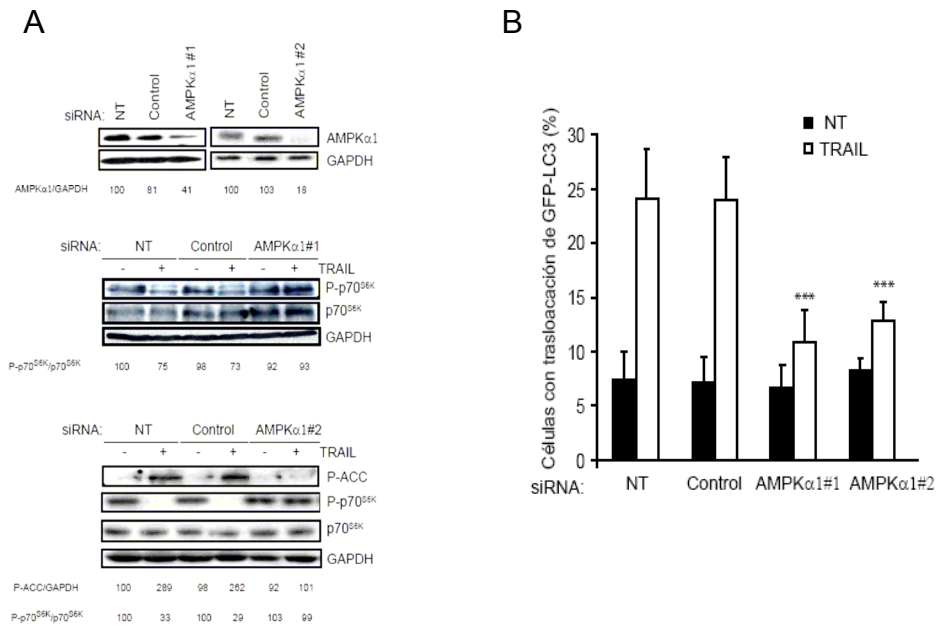 A
siRNA: NT Control AMPKα1#1 NT Control AMPKα1#2
AMPKα1
GAPDH
AMPKα1/GAPDH 100 81 41 100 103 18
siRNA: NT Control AMPKα1#1
- + - + - + TRAIL
P-p70S6K
p70S6K
GAPDH
P-p70S6K/p70S6K 100 75 98 73 92 93
siRNA: NT Control AMPKα1#2
- + - + - + TRAIL
P-ACC
P-p70S6K
p70S6K
GAPDH
P-ACC/GAPDH 100 289 98 262 92 101
P-p70S6K/p70S6K 100 33 100 29 103 99
B
Células con trasloacación de GFP-LC3 (%)
30
25
20
15
10
5
0
NT
TRAIL
***
***
siRNA: NT Control AMPKα1#1 AMPKα1#2